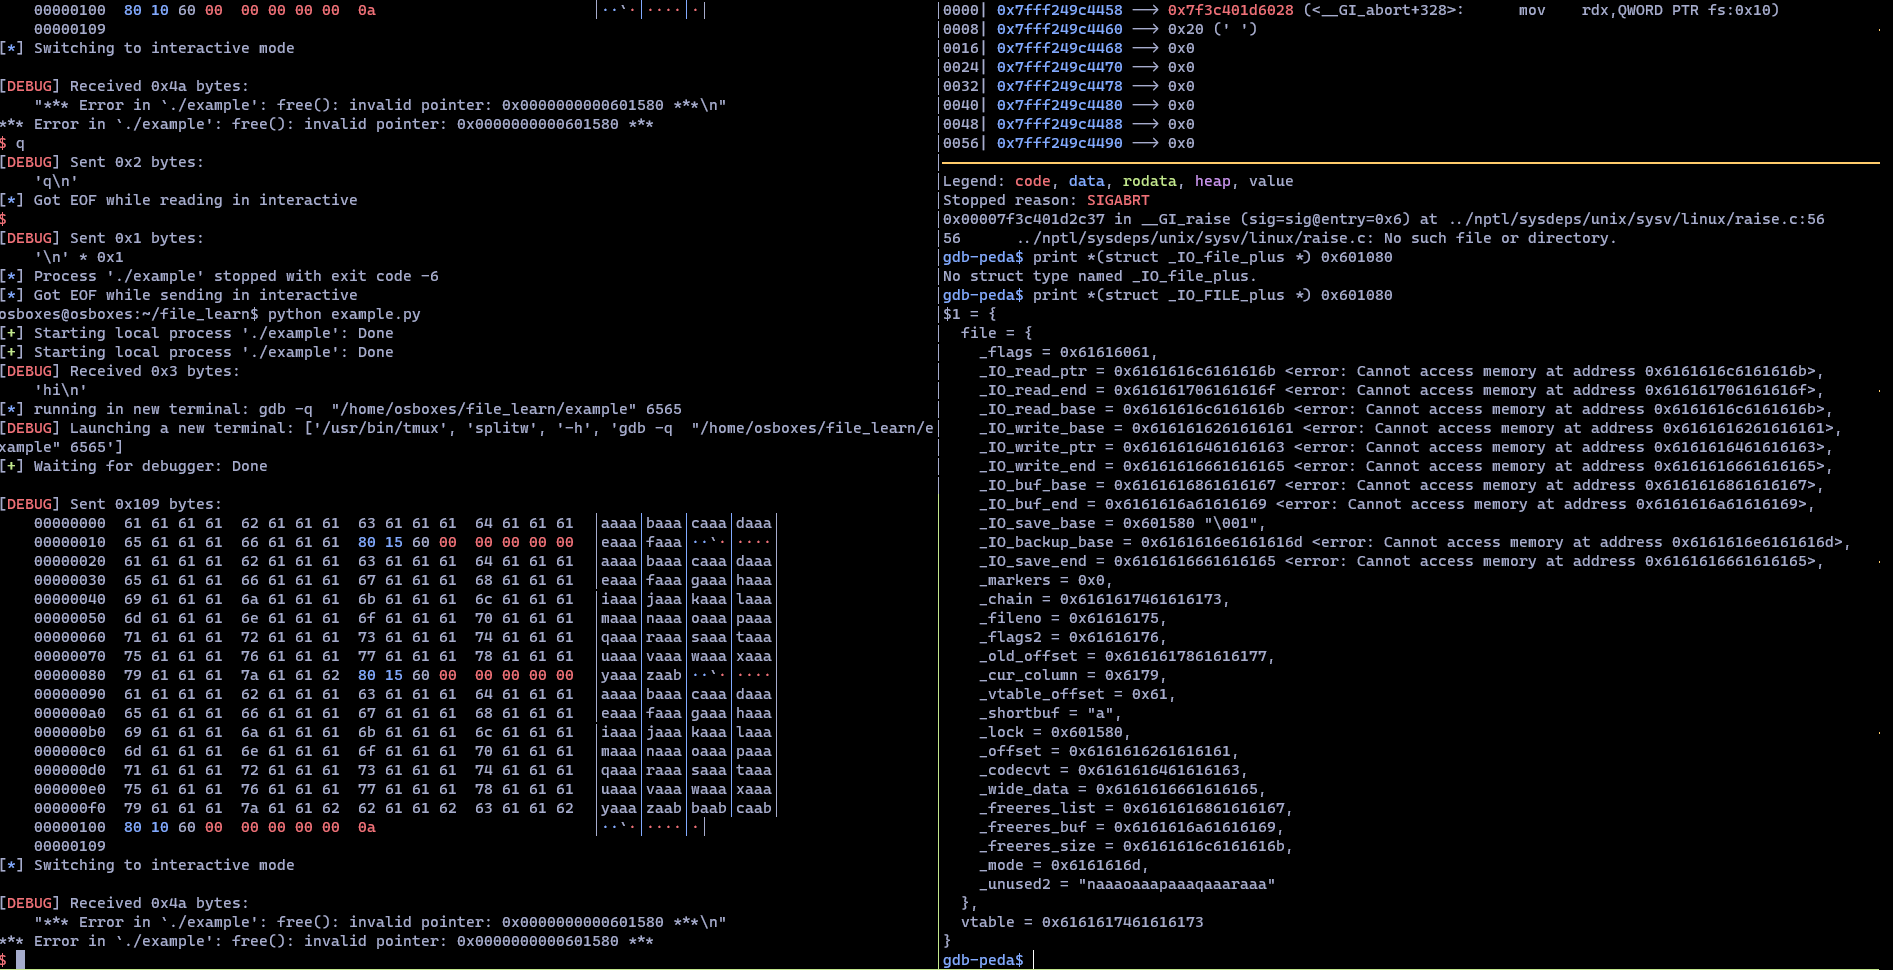 00000100  80 10 60 00  00 00 00 00  0a                         │··`·│····│·│
00000109
[*] Switching to interactive mode
[DEBUG] Received 0x4a bytes:
"*** Error in `./example': free(): invalid pointer: 0x0000000000601580 ***\n"
*** Error in `./example': free(): invalid pointer: 0x0000000000601580 ***
$ q
[DEBUG] Sent 0x2 bytes:
'q\n'
[*] Got EOF while reading in interactive
$
[DEBUG] Sent 0x1 bytes:
'\n' * 0x1
[*] Process './example' stopped with exit code -6
[*] Got EOF while sending in interactive
osboxes@osboxes:~/file_learn$ python example.py
[+] Starting local process './example': Done
[+] Starting local process './example': Done
[DEBUG] Received 0x3 bytes:
'hi\n'
[*] running in new terminal: gdb -q  "/home/osboxes/file_learn/example" 6565
[DEBUG] Launching a new terminal: ['/usr/bin/tmux', 'splitw', '-h', 'gdb -q  "/home/osboxes/file_learn/e
xample" 6565']
[+] Waiting for debugger: Done
[DEBUG] Sent 0x109 bytes:
00000000  61 61 61 61  62 61 61 61  63 61 61 61  64 61 61 61  │aaaa│baaa│caaa│daaa│
00000010  65 61 61 61  66 61 61 61  80 15 60 00  00 00 00 00  │eaaa│faaa│··`·│····│
00000020  61 61 61 61  62 61 61 61  63 61 61 61  64 61 61 61  │aaaa│baaa│caaa│daaa│
00000030  65 61 61 61  66 61 61 61  67 61 61 61  68 61 61 61  │eaaa│faaa│gaaa│haaa│
00000040  69 61 61 61  6a 61 61 61  6b 61 61 61  6c 61 61 61  │iaaa│jaaa│kaaa│laaa│
00000050  6d 61 61 61  6e 61 61 61  6f 61 61 61  70 61 61 61  │maaa│naaa│oaaa│paaa│
00000060  71 61 61 61  72 61 61 61  73 61 61 61  74 61 61 61  │qaaa│raaa│saaa│taaa│
00000070  75 61 61 61  76 61 61 61  77 61 61 61  78 61 61 61  │uaaa│vaaa│waaa│xaaa│
00000080  79 61 61 61  7a 61 61 62  80 15 60 00  00 00 00 00  │yaaa│zaab│··`·│····│
00000090  61 61 61 61  62 61 61 61  63 61 61 61  64 61 61 61  │aaaa│baaa│caaa│daaa│
000000a0  65 61 61 61  66 61 61 61  67 61 61 61  68 61 61 61  │eaaa│faaa│gaaa│haaa│
000000b0  69 61 61 61  6a 61 61 61  6b 61 61 61  6c 61 61 61  │iaaa│jaaa│kaaa│laaa│
000000c0  6d 61 61 61  6e 61 61 61  6f 61 61 61  70 61 61 61  │maaa│naaa│oaaa│paaa│
000000d0  71 61 61 61  72 61 61 61  73 61 61 61  74 61 61 61  │qaaa│raaa│saaa│taaa│
000000e0  75 61 61 61  76 61 61 61  77 61 61 61  78 61 61 61  │uaaa│vaaa│waaa│xaaa│
000000f0  79 61 61 61  7a 61 61 62  62 61 61 62  63 61 61 62  │yaaa│zaab│baab│caab│
00000100  80 10 60 00  00 00 00 00  0a                         │··`·│····│·│
00000109
[*] Switching to interactive mode
[DEBUG] Received 0x4a bytes:
"*** Error in `./example': free(): invalid pointer: 0x0000000000601580 ***\n"
*** Error in `./example': free(): invalid pointer: 0x0000000000601580 ***
$
0000| 0x7fff249c4458 --> 0x7f3c401d6028 (<__GI_abort+328>:      mov    rdx,QWORD PTR fs:0x10)
0008| 0x7fff249c4460 --> 0x20 (' ')
0016| 0x7fff249c4468 --> 0x0
0024| 0x7fff249c4470 --> 0x0
0032| 0x7fff249c4478 --> 0x0
0040| 0x7fff249c4480 --> 0x0
0048| 0x7fff249c4488 --> 0x0
0056| 0x7fff249c4490 --> 0x0
Legend: code, data, rodata, heap, value
Stopped reason: SIGABRT
0x00007f3c401d2c37 in __GI_raise (sig=sig@entry=0x6) at ../nptl/sysdeps/unix/sysv/linux/raise.c:56
56      ../nptl/sysdeps/unix/sysv/linux/raise.c: No such file or directory.
gdb-peda$ print *(struct _IO_file_plus *) 0x601080
No struct type named _IO_file_plus.
gdb-peda$ print *(struct _IO_FILE_plus *) 0x601080
$1 = {
file = {
_flags = 0x61616061,
_IO_read_ptr = 0x6161616c6161616b <error: Cannot access memory at address 0x6161616c6161616b>,
_IO_read_end = 0x616161706161616f <error: Cannot access memory at address 0x616161706161616f>,
_IO_read_base = 0x6161616c6161616b <error: Cannot access memory at address 0x6161616c6161616b>,
_IO_write_base = 0x6161616261616161 <error: Cannot access memory at address 0x6161616261616161>,
_IO_write_ptr = 0x6161616461616163 <error: Cannot access memory at address 0x6161616461616163>,
_IO_write_end = 0x6161616661616165 <error: Cannot access memory at address 0x6161616661616165>,
_IO_buf_base = 0x6161616861616167 <error: Cannot access memory at address 0x6161616861616167>,
_IO_buf_end = 0x6161616a61616169 <error: Cannot access memory at address 0x6161616a61616169>,
_IO_save_base = 0x601580 "\001",
_IO_backup_base = 0x6161616e6161616d <error: Cannot access memory at address 0x6161616e6161616d>,
_IO_save_end = 0x6161616661616165 <error: Cannot access memory at address 0x6161616661616165>,
_markers = 0x0,
_chain = 0x6161617461616173,
_fileno = 0x61616175,
_flags2 = 0x61616176,
_old_offset = 0x6161617861616177,
_cur_column = 0x6179,
_vtable_offset = 0x61,
_shortbuf = "a",
_lock = 0x601580,
_offset = 0x6161616261616161,
_codecvt = 0x6161616461616163,
_wide_data = 0x6161616661616165,
_freeres_list = 0x6161616861616167,
_freeres_buf = 0x6161616a61616169,
_freeres_size = 0x6161616c6161616b,
_mode = 0x6161616d,
_unused2 = "naaaoaaapaaaqaaaraaa"
},
vtable = 0x6161617461616173
}
gdb-peda$